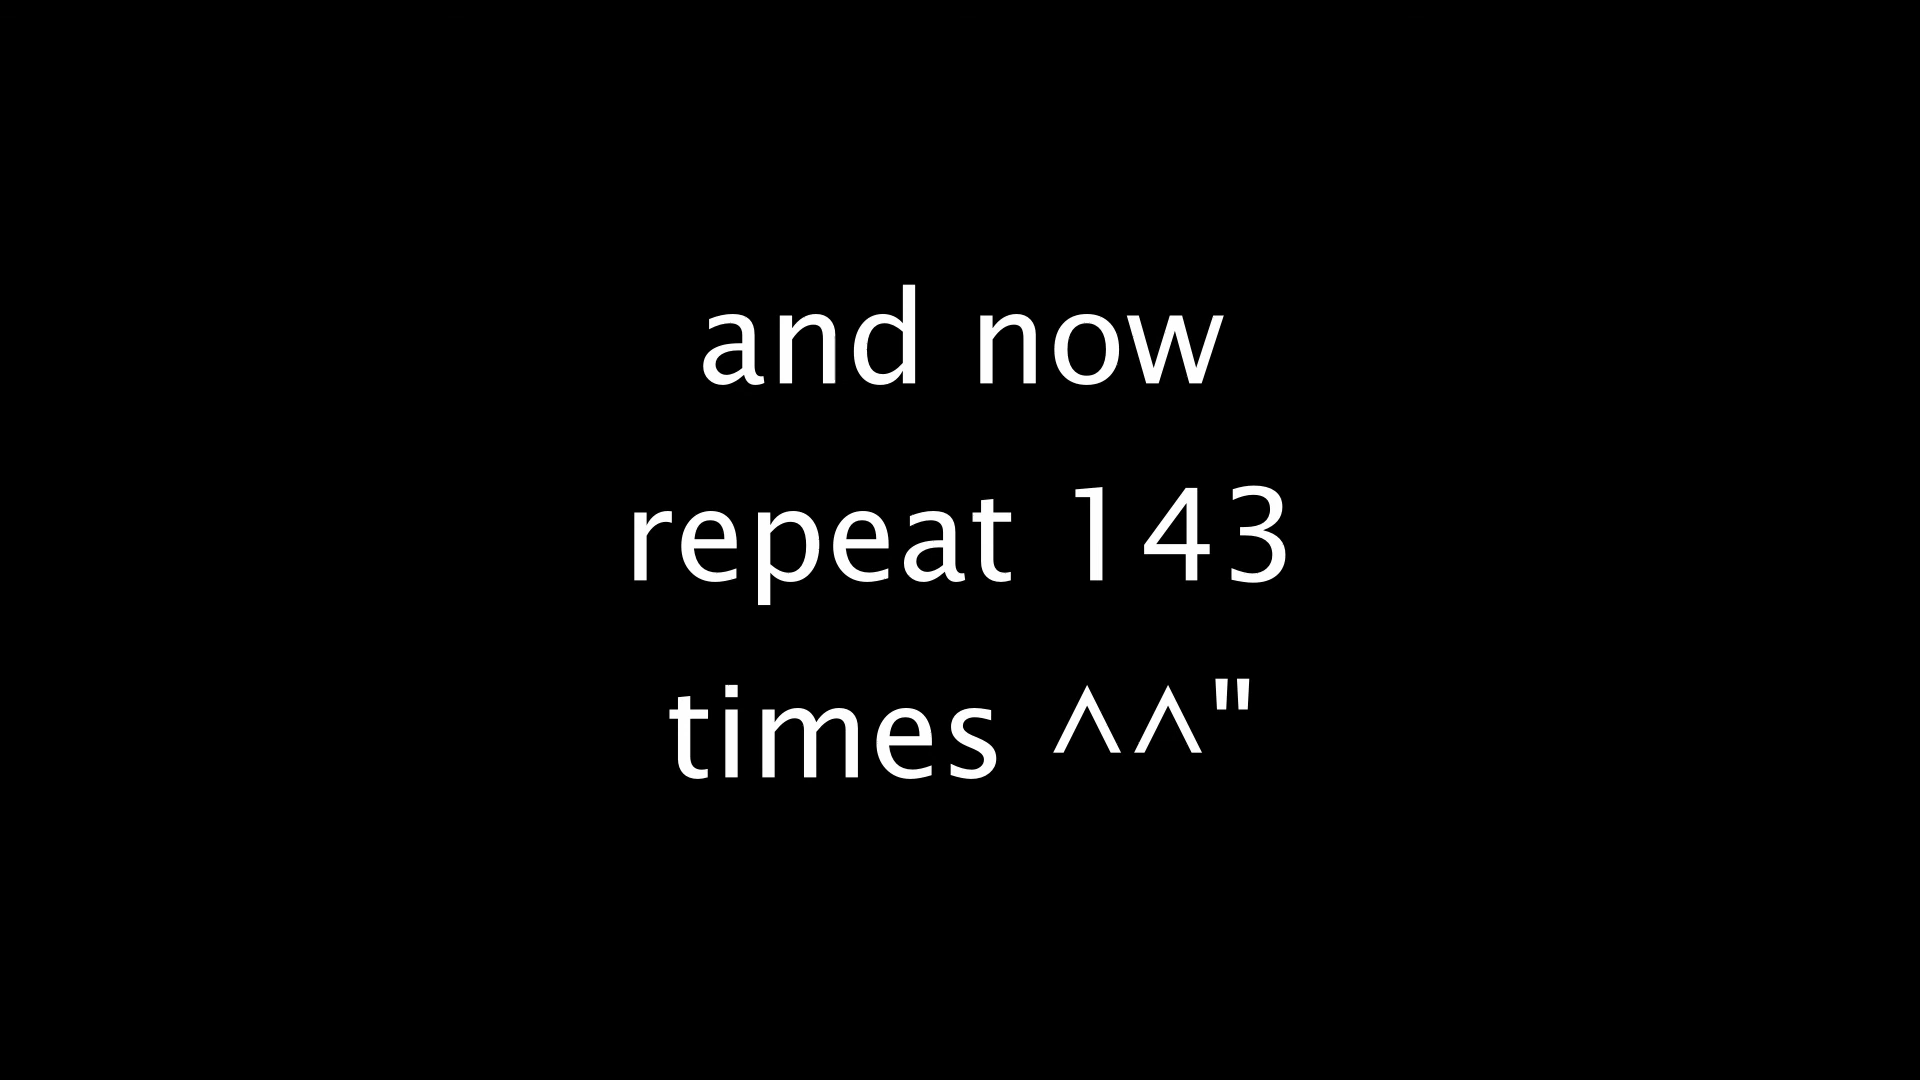 and now
repeat 143
times ^^"